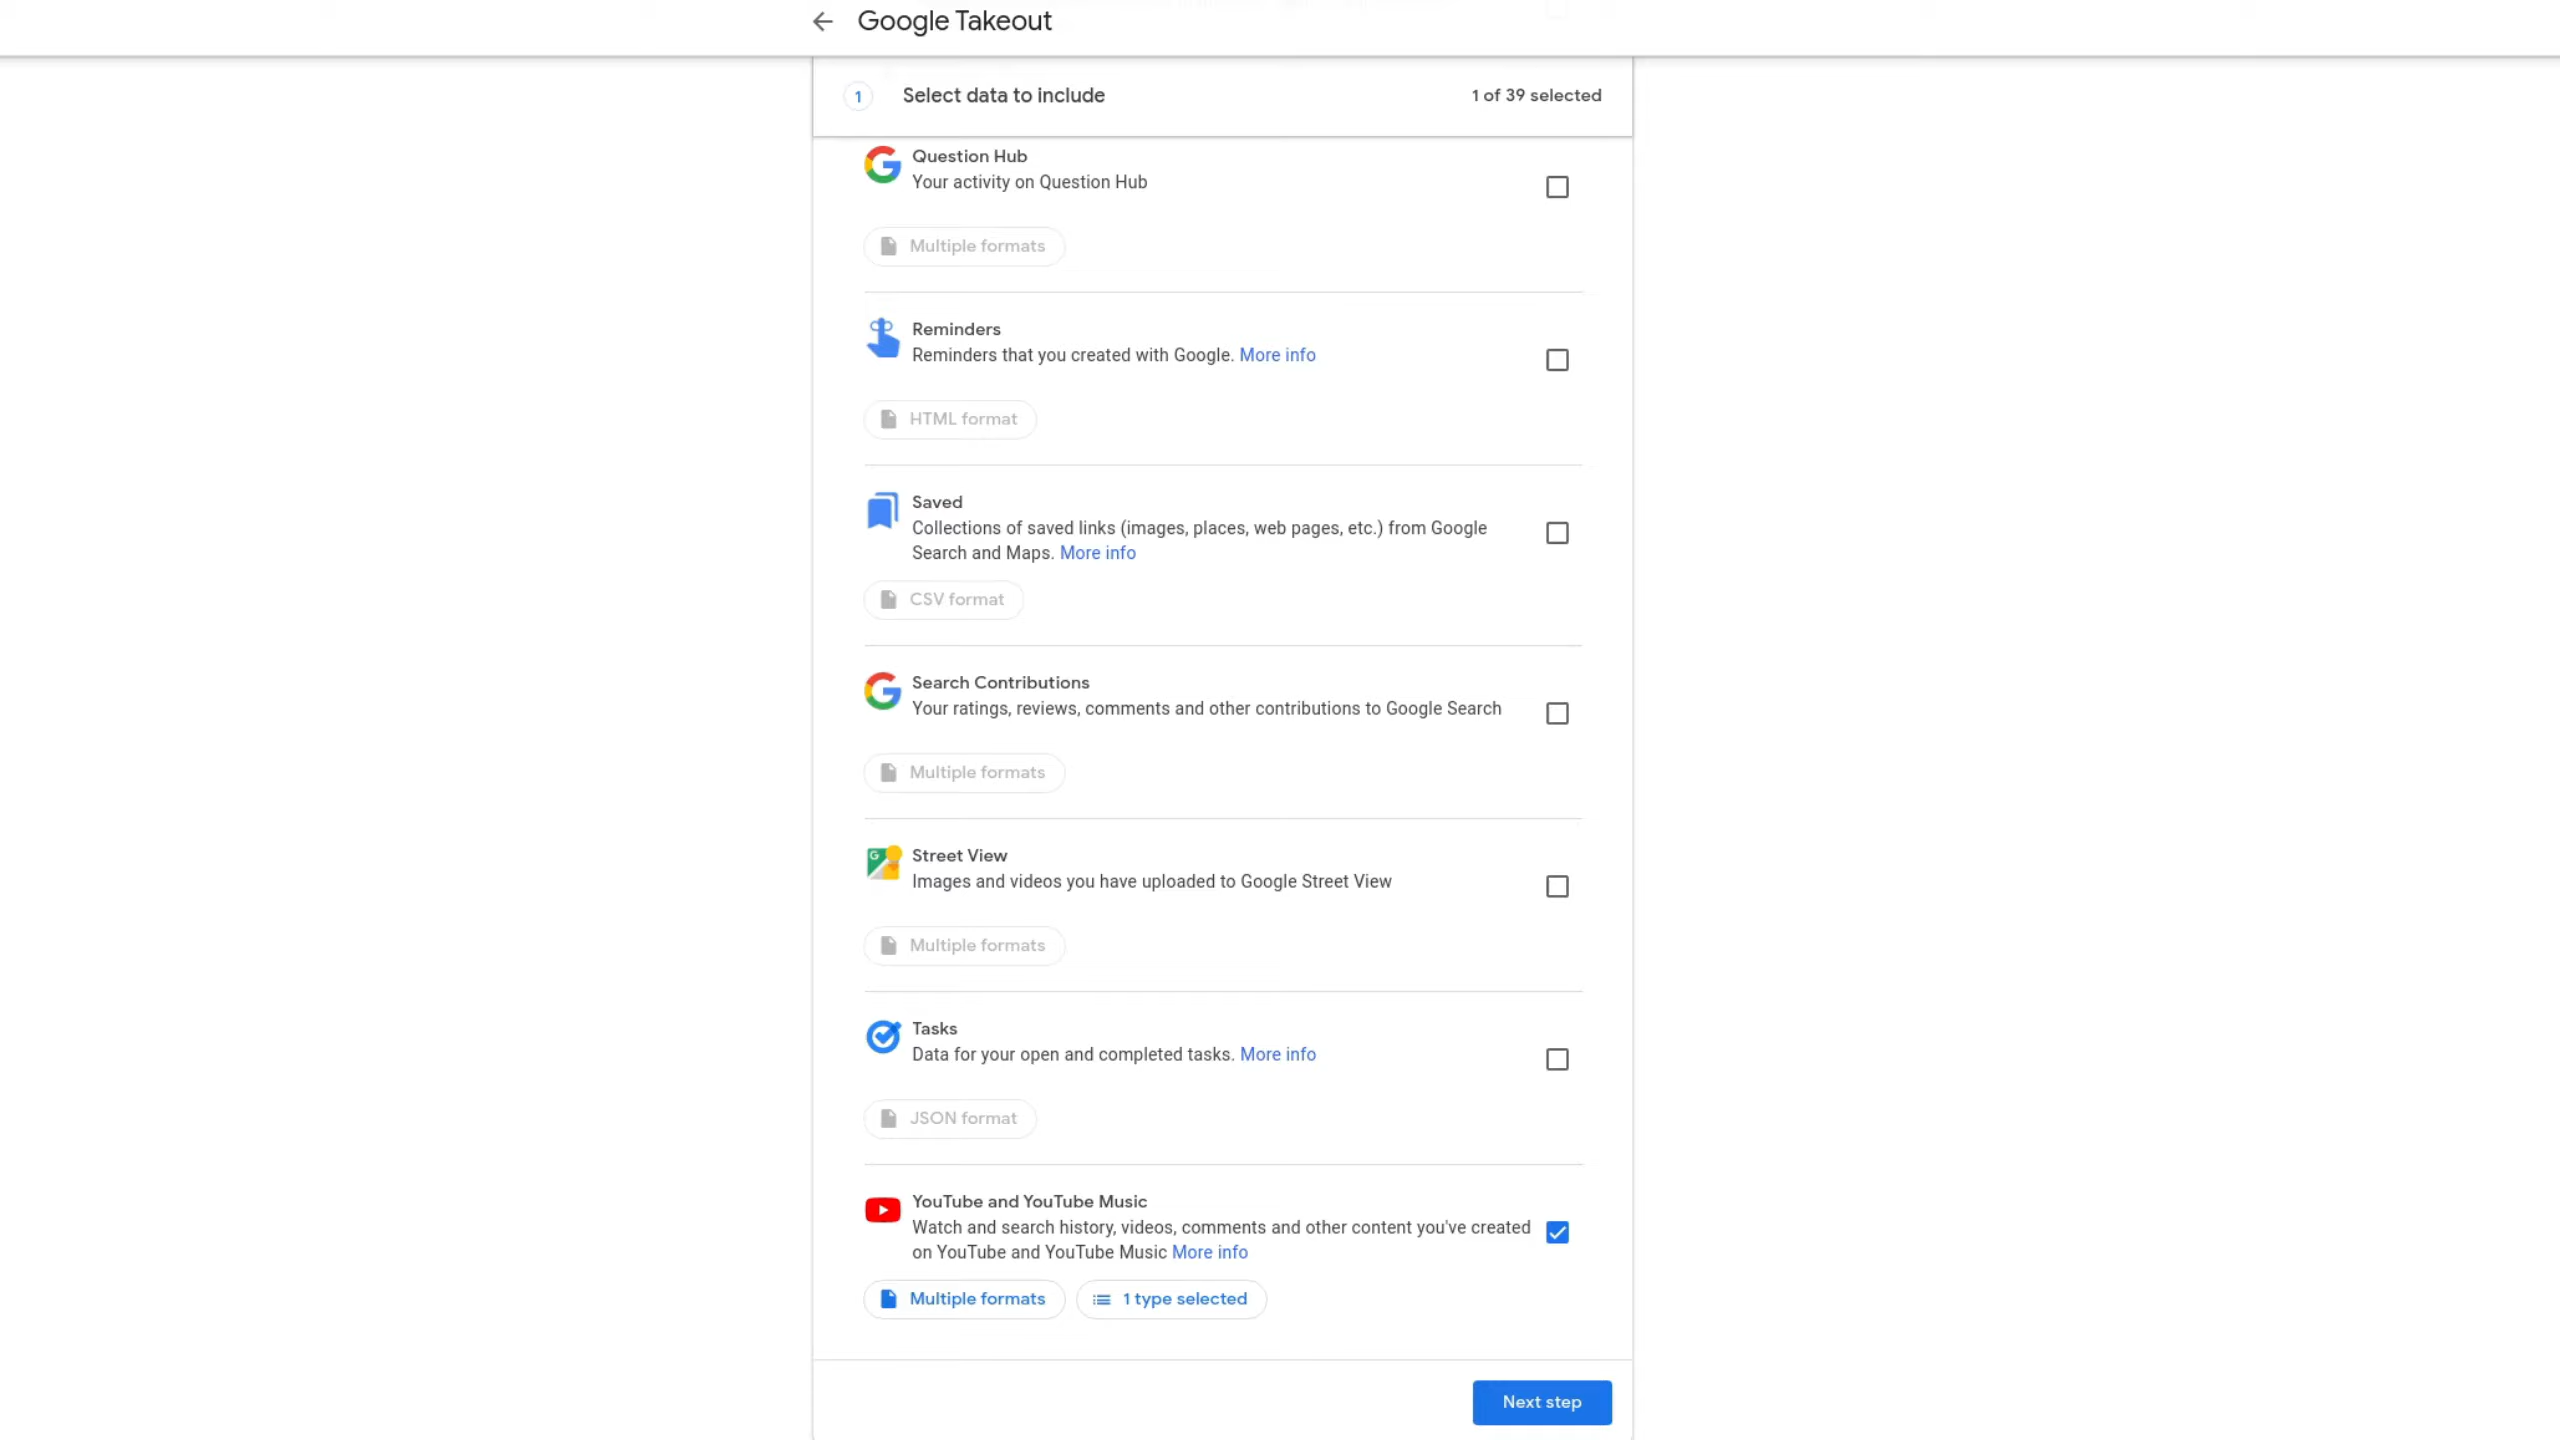 Google Takeout
1 Select data to include 1 of 39 selected
Question Hub
Your activity on Question Hub
Multiple formats
Reminders
Reminders that you created with Google. More info
HTML format
Saved
Collections of saved links (images, places, web pages, etc.) from Google
Search and Maps. More info
CSV format
Search Contributions
Your ratings, reviews, comments and other contributions to Google Search
Multiple formats
Street View
Images and videos you have uploaded to Google Street View
Multiple formats
Tasks
Data for your open and completed tasks. More info
JSON format
YouTube and YouTube Music
Watch and search history, videos, comments and other content you've created
on YouTube and YouTube Music More info
Multiple formats 1 type selected
Next step